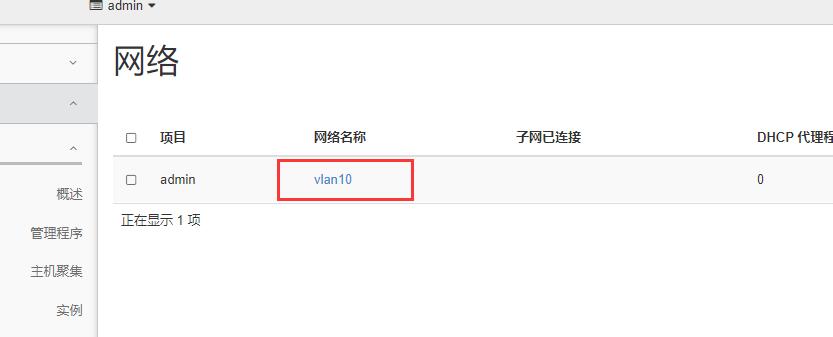 admin
网络
项目 网络名称 子网已连接 DHCP 代理程
admin vlan10 0
正在显示 1 项
概述
管理程序
主机聚集
实例